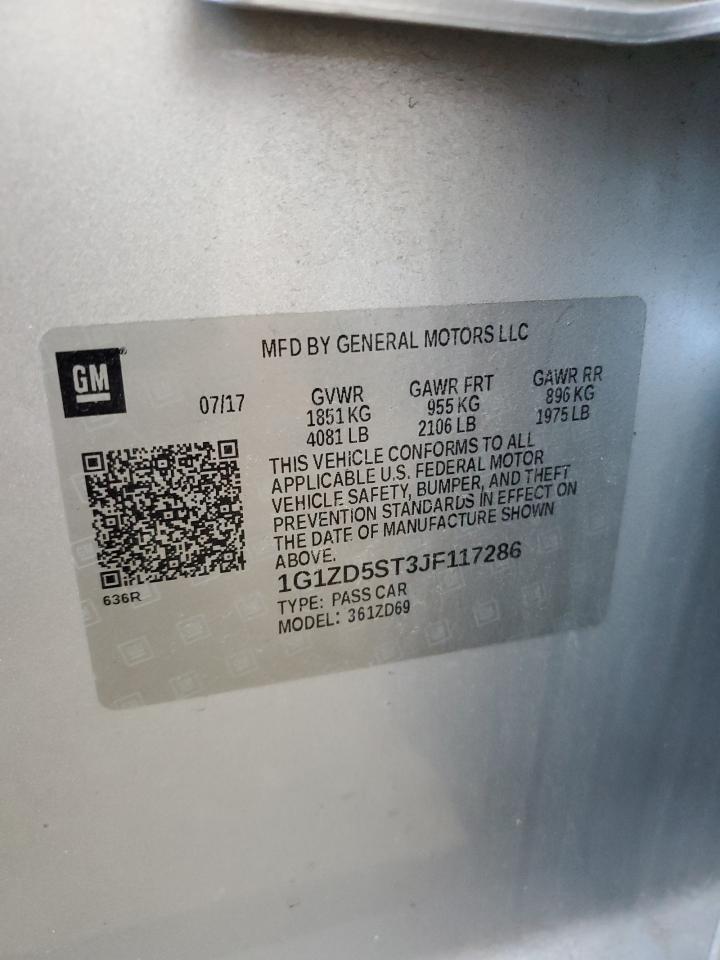 MFD BY GENERAL MOTORS LLC
GM
07/17
GVWR
1851 KG
4081 LB
GAWR FRT
955 KG
2106 LB
GAWR RR
896 KG
1975 LB
THIS VEHICLE CONFORMS TO ALL
APPLICABLE U.S. FEDERAL MOTOR
VEHICLE SAFETY, BUMPER, AND THEFT
PREVENTION STANDARDS IN EFFECT ON
THE DATE OF MANUFACTURE SHOWN
ABOVE.
1G1ZD5ST3JF117286
TYPE: PASS CAR
MODEL: 361ZD69
636R